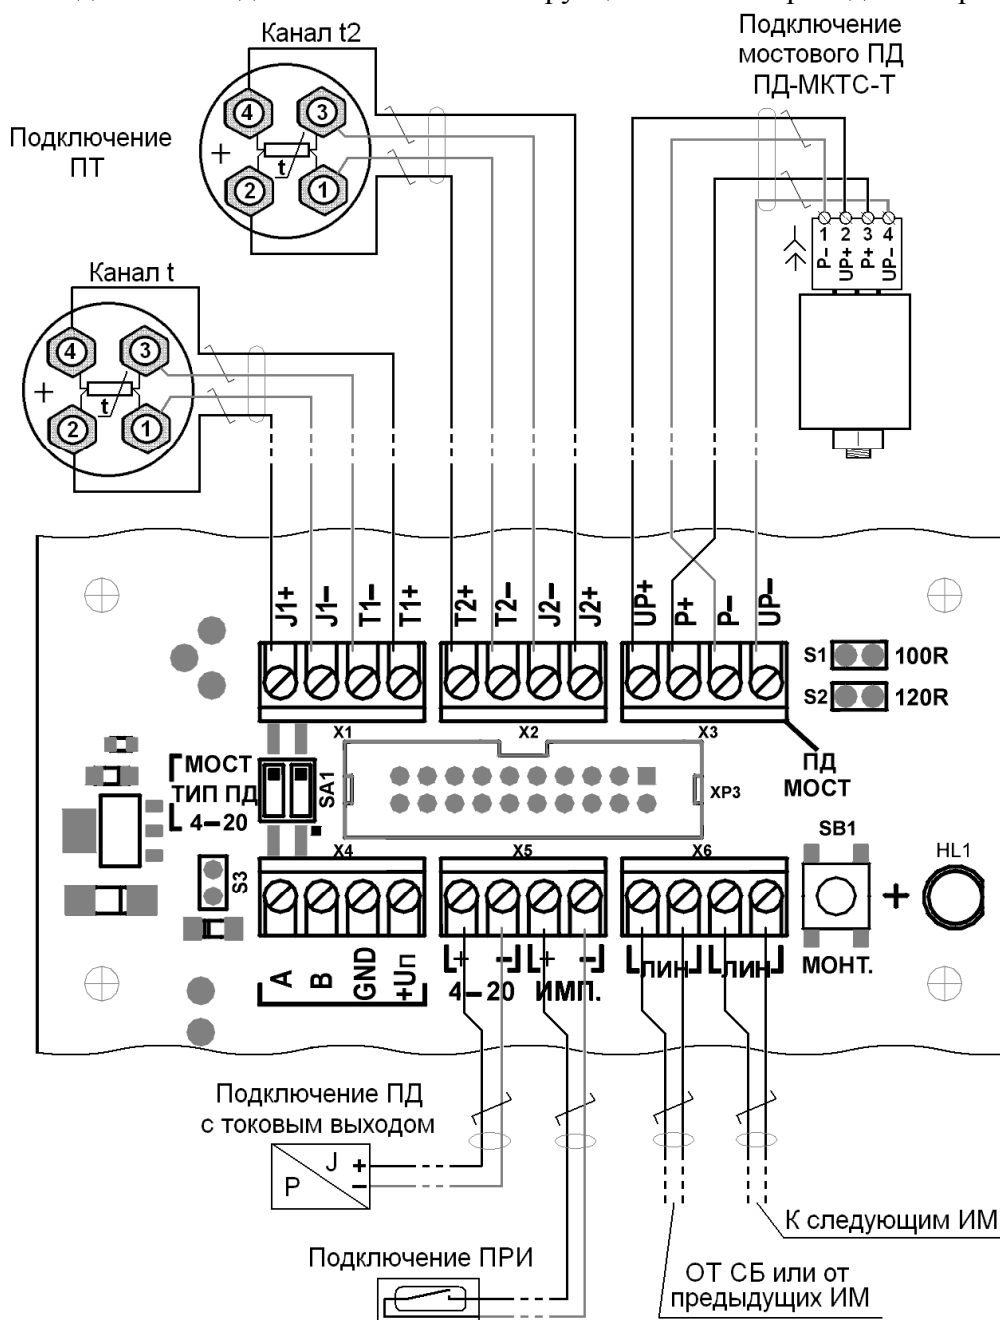 Канал t2
Подключение
мостового ПД
ПД-МКТС-Т
Подключение
ПТ
4
3
+
t
2
1
1 2 3 4
P– UP+ P+ UP–
Канал t
4
3
+
t
2
1
J1+ J1– T1– T1+ T2+ T2– J2– J2+ UP+ P+ P– UP–
S1 100R
S2 120R
X1 X2 X3
ПД
МОСТ
МОСТ
ТИП ПД
4–20
SA1
XP3
X4 X5 X6
SB1
HL1
S3
+
A B GND +Uп
+ – + –
4–20 ИМП.
ЛИН ЛИН
МОНТ.
Подключение ПД
с токовым выходом
J +
P –
К следующим ИМ
Подключение ПРИ
ОТ СБ или от
предыдущих ИМ